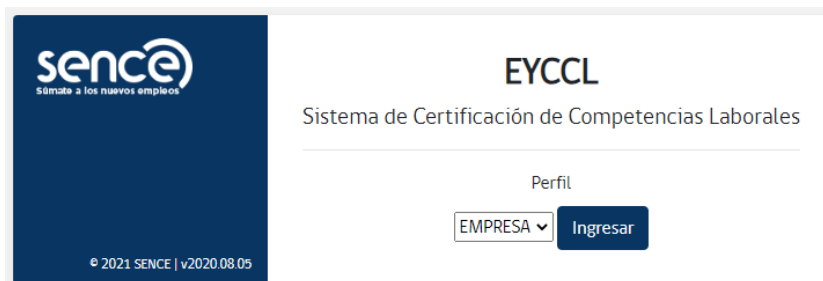 sence
Súmate a los nuevos empleos
© 2021 SENCE | v2020.08.05
EYCCL
Sistema de Certificación de Competencias Laborales
Perfil
EMPRESA Ingresar